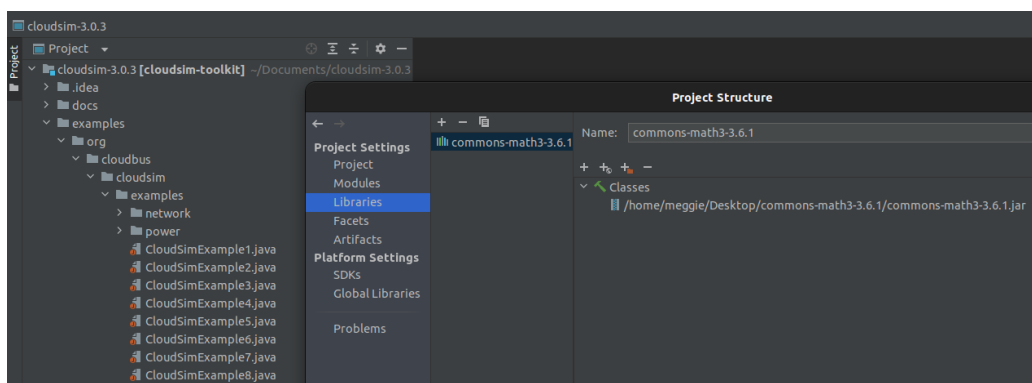 cloudsim-3.0.3
Project
Project
cloudsim-3.0.3 [cloudsim-toolkit] ~/Documents/cloudsim-3.0.3
.idea
docs
examples
org
cloudbus
cloudsim
examples
network
power
CloudSimExample1.java
CloudSimExample2.java
CloudSimExample3.java
CloudSimExample4.java
CloudSimExample5.java
CloudSimExample6.java
CloudSimExample7.java
CloudSimExample8.java
Project Structure
Project Settings
Project
Modules
Libraries
Facets
Artifacts
Platform Settings
SDKs
Global Libraries
Problems
commons-math3-3.6.1
Name: commons-math3-3.6.1
Classes
/home/meggie/Desktop/commons-math3-3.6.1/commons-math3-3.6.1.jar